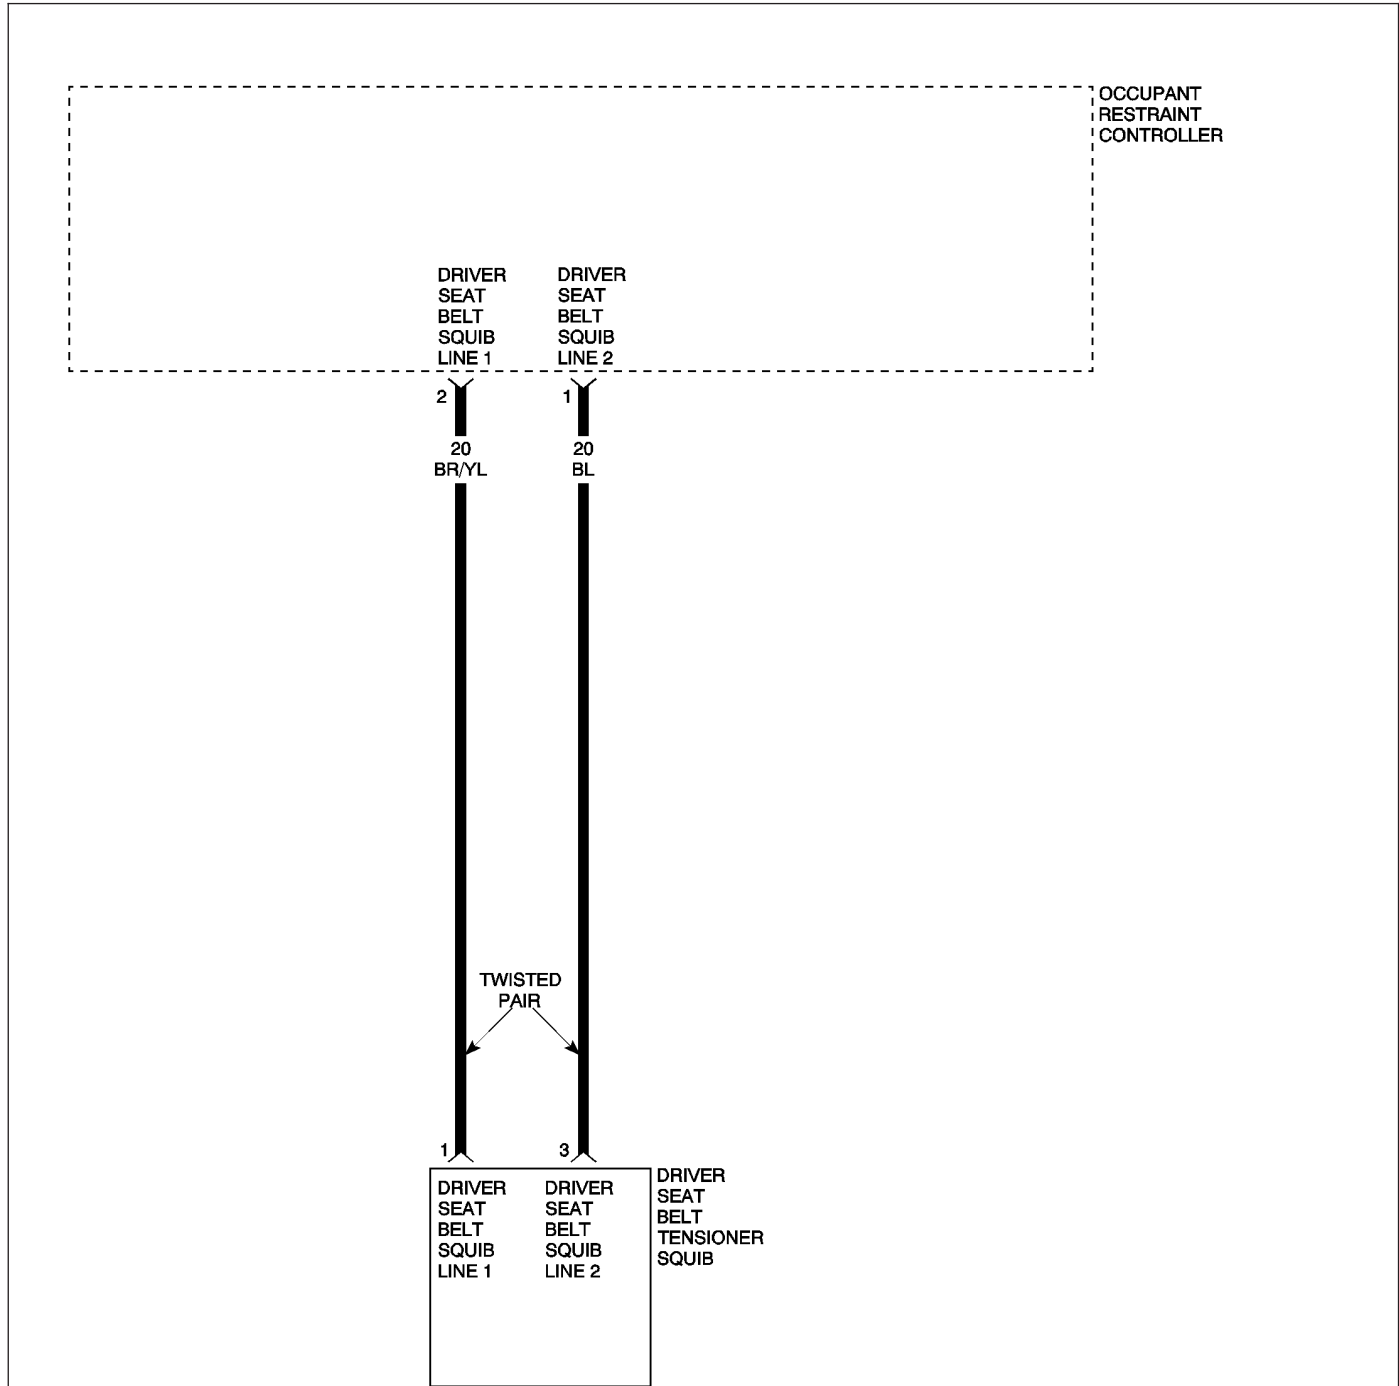 OCCUPANT
RESTRAINT
CONTROLLER
DRIVER
SEAT
BELT
SQUIB
LINE 1
DRIVER
SEAT
BELT
SQUIB
LINE 2
2
1
20
BR/YL
20
BL
TWISTED
PAIR
1
3
DRIVER
SEAT
BELT
SQUIB
LINE 1
DRIVER
SEAT
BELT
SQUIB
LINE 2
DRIVER
SEAT
BELT
TENSIONER
SQUIB